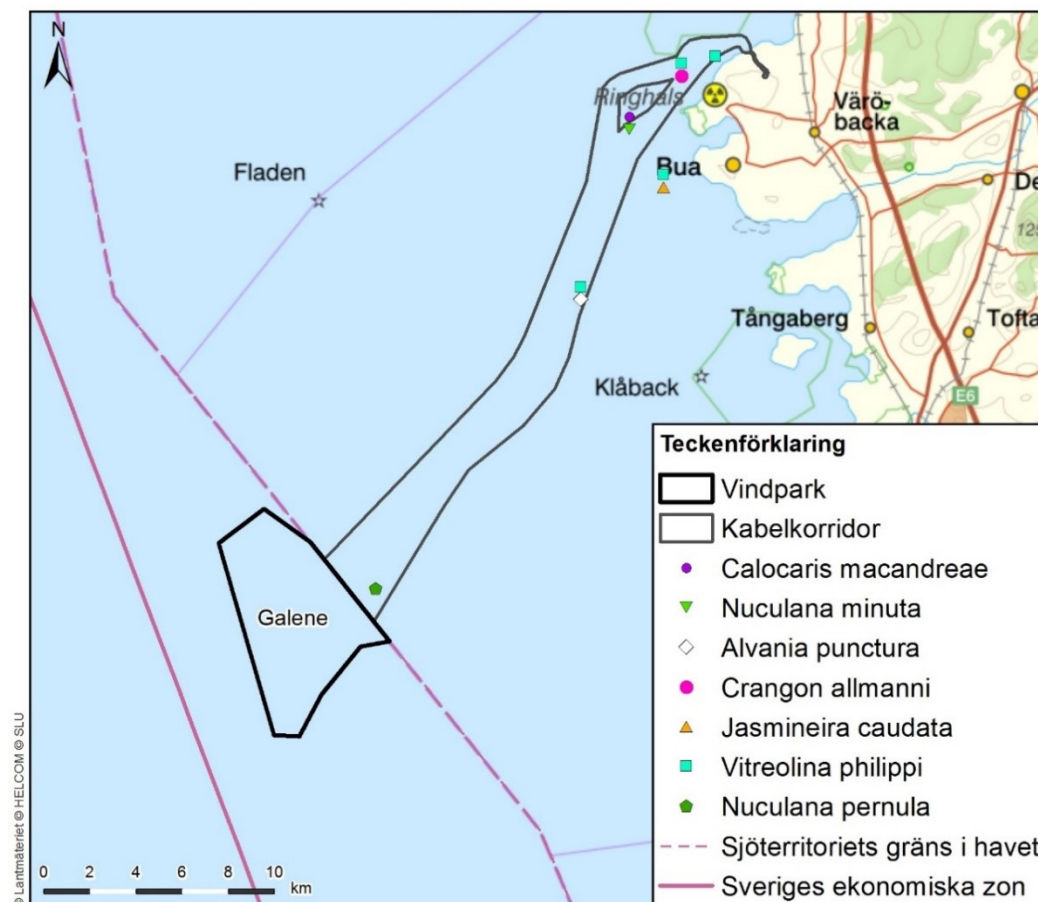 N
Ringhals
Värö-
backa
Fladen
Bua
De
125
Tångaberg
Tofta
Klåback
E6
Galene
Teckenförklaring
Vindpark
Kabelkorridor
Calocaris macandreae
Nuculana minuta
Alvania punctura
Crangon allmanni
Jasmineira caudata
Vitreolina philippi
Nuculana pernula
Sjöterritoriets gräns i havet
Sveriges ekonomiska zon
0 2 4 6 8 10
km
© Lantmäteriet © HELCOM © SLU